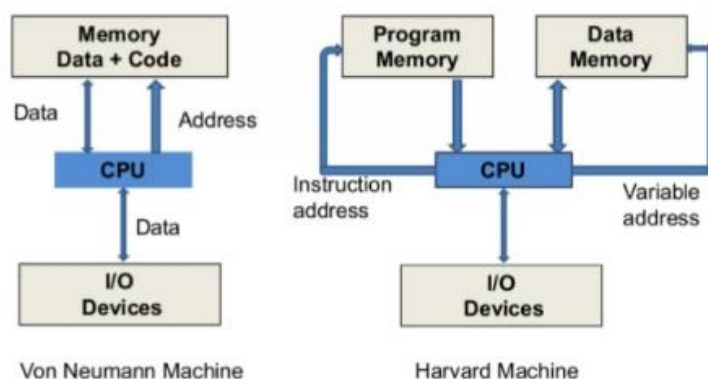 Memory
Data + Code
Data
Address
CPU
Data
I/O
Devices
Von Neumann Machine
Program
Memory
Data
Memory
CPU
Instruction
address
Variable
address
I/O
Devices
Harvard Machine